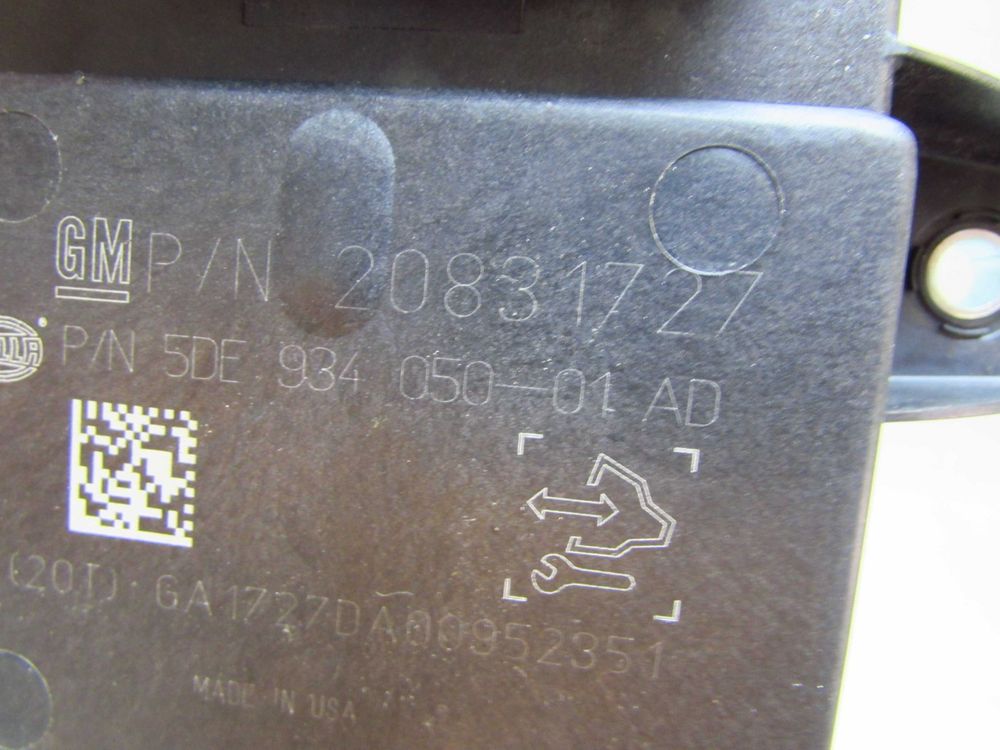 GM P/N 20831727
P/N 5DE 934 050-01 AD
(20T) GA1727DA00952351
MADE IN USA